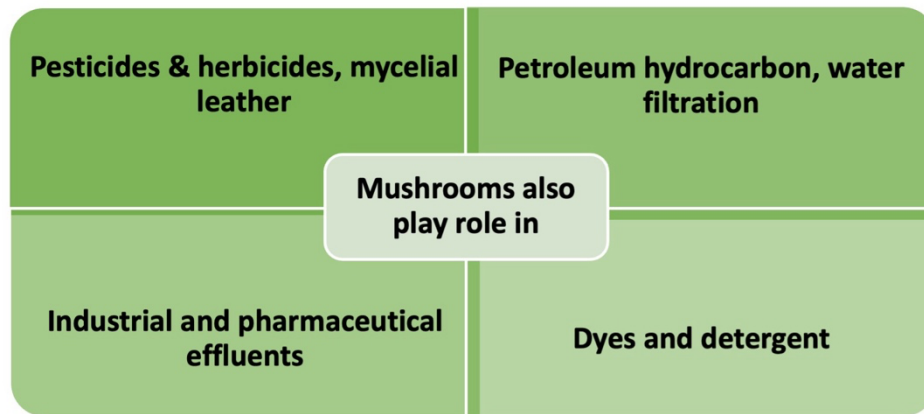 Pesticides & herbicides, mycelial
leather
Petroleum hydrocarbon, water
filtration
Mushrooms also
play role in
Industrial and pharmaceutical
effluents
Dyes and detergent